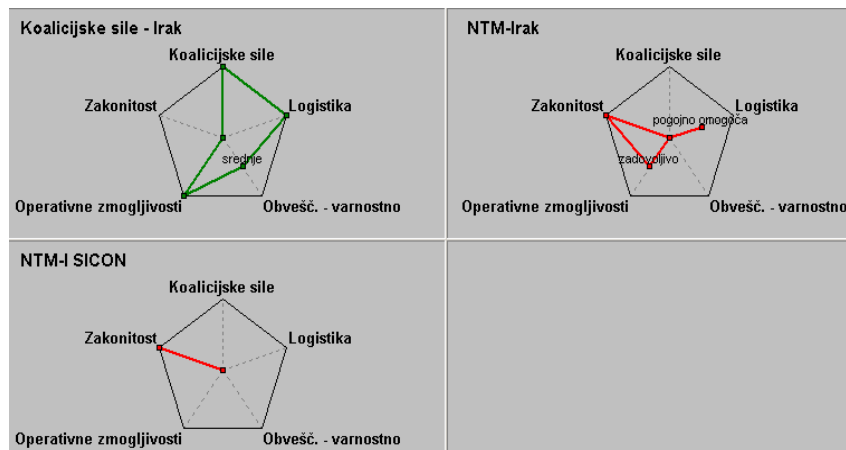 Koalicijske sile - Irak
Koalicijske sile
Zakonitost
Logistika
srednje
Operativne zmogljivosti
Obvešč. - varnostno
NTM-Irak
Koalicijske sile
Zakonitost
Logistika
pogojno omogoča
zadovoljivo
Operativne zmogljivosti
Obvešč. - varnostno
NTM-I SICON
Koalicijske sile
Zakonitost
Logistika
Operativne zmogljivosti
Obvešč. - varnostno